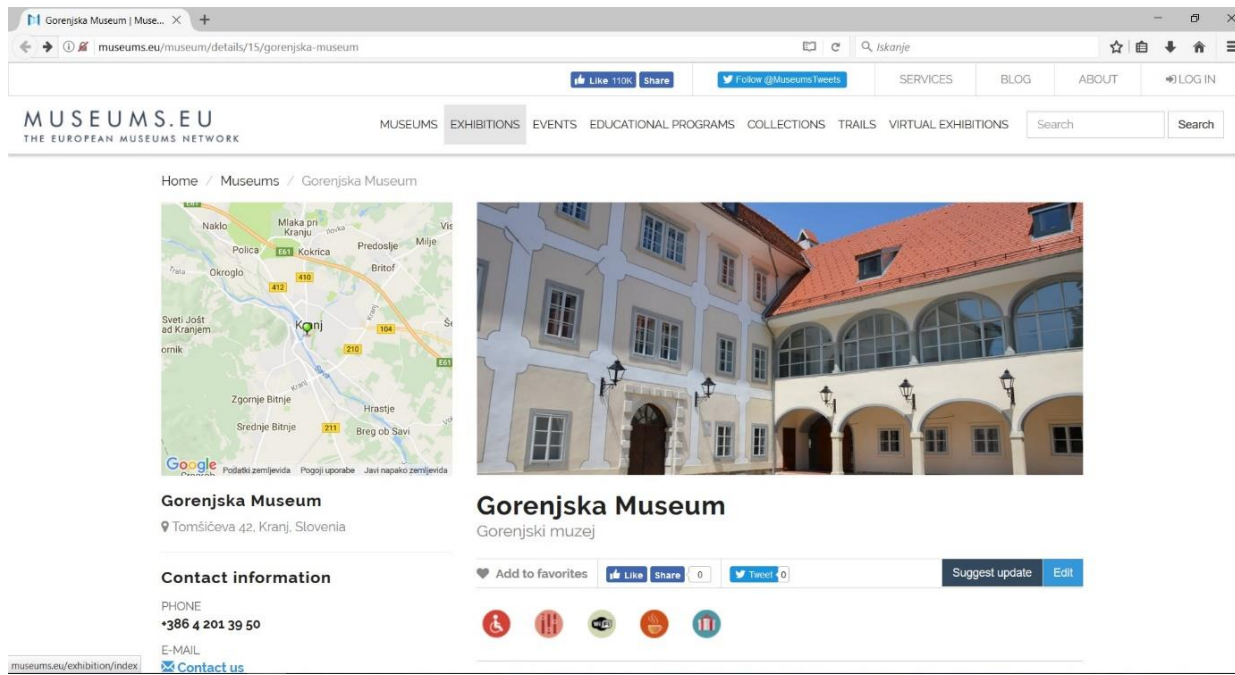 Gorenjska Museum | Muse...
museums.eu/museum/details/15/gorenjska-museum
Iskanje
Like 110K Share
Follow @MuseumsTweets
SERVICES
BLOG
ABOUT
LOG IN
MUSEUMS.EU
THE EUROPEAN MUSEUMS NETWORK
MUSEUMS EXHIBITIONS EVENTS EDUCATIONAL PROGRAMS COLLECTIONS TRAILS VIRTUAL EXHIBITIONS
Search
Search
Home / Museums / Gorenjska Museum
Naklo
Mlaka pri
Kranju
Polica
E61
Kokrica
Predoslje
Milje
Okroglo
410
Britof
412
Sveti Jošt
ad Kranjem
Kranj
104
ornik
210
E61
Kranj
Sava
Zgornje Bitnje
Hrastje
Srednje Bitnje
211
Breg ob Savi
Google
Podatki zemljevida Pogoji uporabe Javi napako zemljevida
Gorenjska Museum
Tomšičeva 42, Kranj, Slovenia
Contact information
PHONE
+386 4 201 39 50
E-MAIL
Contact us
Gorenjska Museum
Gorenjski muzej
Add to favorites
Like Share 0
Tweet 0
Suggest update
Edit
WiFi
museums.eu/exhibition/index